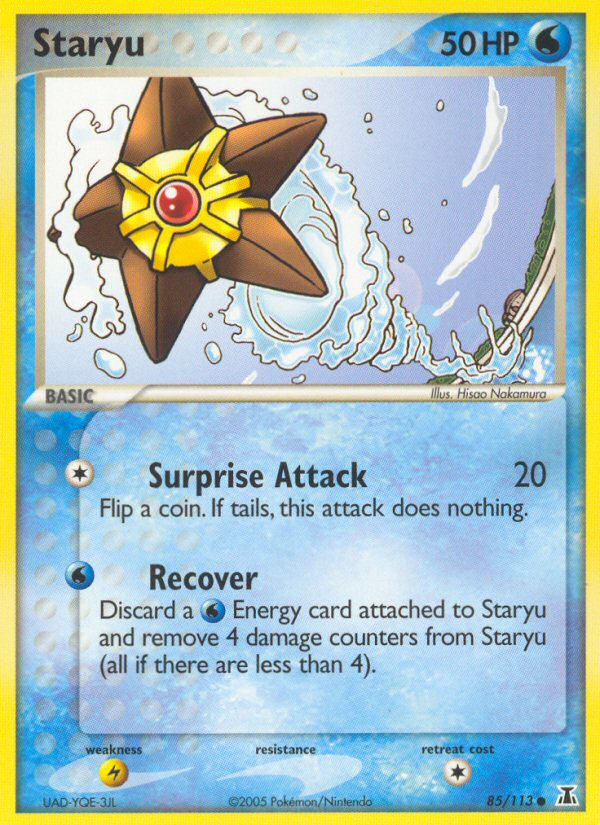 Staryu 50 HP
BASIC
Illus. Hisao Nakamura
Surprise Attack 20
Flip a coin. If tails, this attack does nothing.
Recover
Discard a Energy card attached to Staryu
and remove 4 damage counters from Staryu
(all if there are less than 4).
weakness resistance retreat cost
UAD-YQE-3JL ©2005 Pokémon/Nintendo 85/113